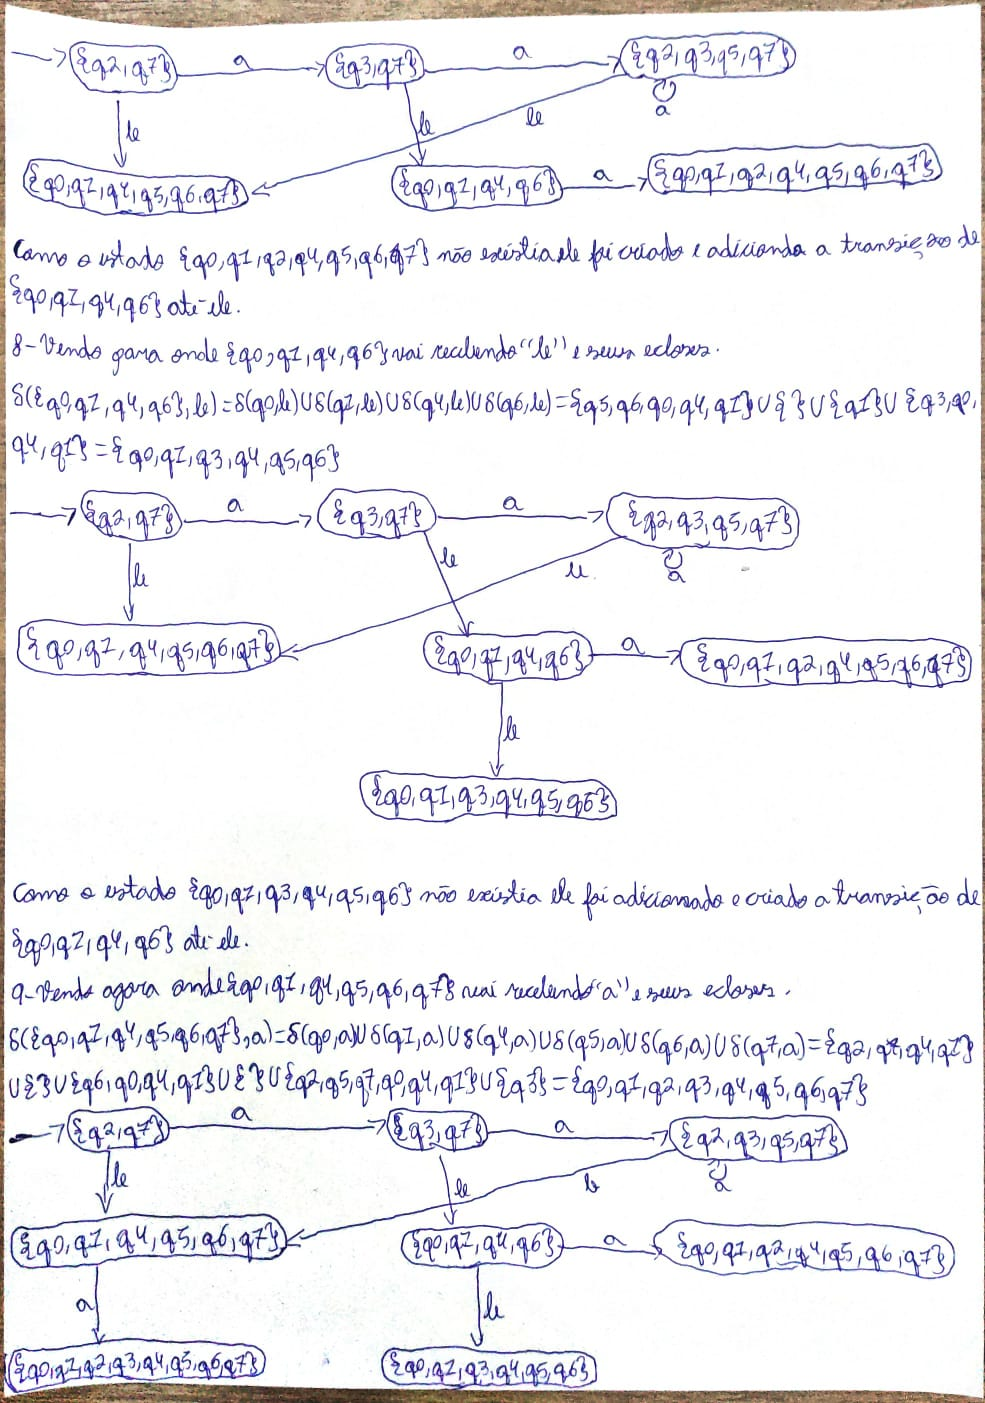 {q2,q7} a {q3,q7} a {q2,q3,q5,q7}
b b b a
{q0,q1,q4,q5,q6,q7} {q0,q1,q4,q6} a {q0,q1,q2,q4,q5,q6,q7}
Como o estado {q0,q1,q2,q4,q5,q6,q7} não existia ele foi criado e adicionda a transição de
{q0,q1,q4,q6} até ele.
8-Vendo para onde {q0,q1,q4,q6} vai recebendo "b" e seus ecloses.
δ({q0,q1,q4,q6},b)=δ(q0,b)∪δ(q1,b)∪δ(q4,b)∪δ(q6,b)={q5,q6,q0,q4,q1}∪{ }∪{q1}∪{q3,q0,
q4,q1}={q0,q1,q3,q4,q5,q6}
{q2,q7} a {q3,q7} a {q2,q3,q5,q7}
b b b a
{q0,q1,q4,q5,q6,q7} {q0,q1,q4,q6} a {q0,q1,q2,q4,q5,q6,q7}
b
{q0,q1,q3,q4,q5,q6}
Como o estado {q0,q1,q3,q4,q5,q6} não existia ele foi adicionado e criado a transição de
{q0,q1,q4,q6} até ele.
9-Vendo agora onde {q0,q1,q4,q5,q6,q7} vai recebendo "a" e seus ecloses.
δ({q0,q1,q4,q5,q6,q7},a)=δ(q0,a)∪δ(q1,a)∪δ(q4,a)∪δ(q5,a)∪δ(q6,a)∪δ(q7,a)={q2,q7,q4,q1}
∪{}∪{q6,q0,q4,q1}∪{ }∪{q2,q5,q7,q0,q4,q1}∪{q3}={q0,q1,q2,q3,q4,q5,q6,q7}
{q2,q7} a {q3,q7} a {q2,q3,q5,q7}
b b b a
{q0,q1,q4,q5,q6,q7} {q0,q1,q4,q6} a {q0,q1,q2,q4,q5,q6,q7}
a b
{q0,q1,q2,q3,q4,q5,q6,q7} {q0,q1,q3,q4,q5,q6}